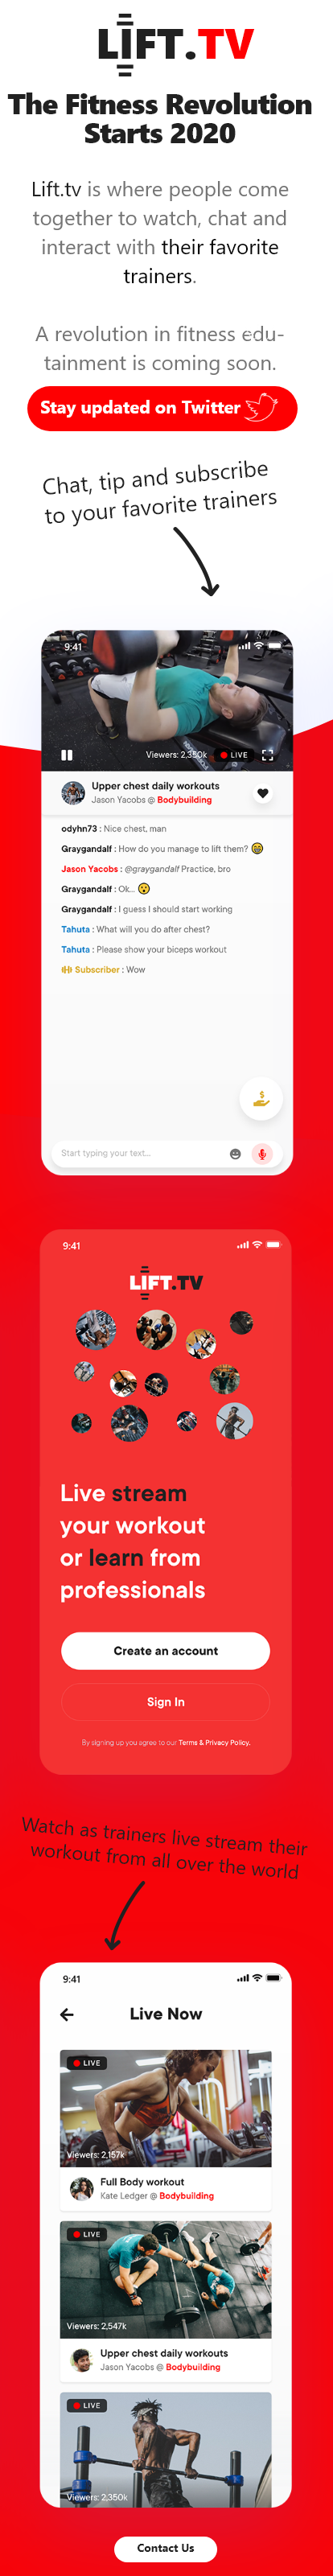 LIFT.TV
The Fitness Revolution
Starts 2020
Lift.tv is where people come
together to watch, chat and
interact with their favorite
trainers.
A revolution in fitness edu-
tainment is coming soon.
Stay updated on Twitter
Chat, tip and subscribe
to your favorite trainers
9:41
Viewers: 2,350k LIVE
Upper chest daily workouts
Jason Yacobs @ Bodybuilding
odyhn73 : Nice chest, man
Graygandalf : How do you manage to lift them?
Jason Yacobs : @graygandalf Practice, bro
Graygandalf : Ok...
Graygandalf : I guess I should start working
Tahuta : What will you do after chest?
Tahuta : Please show your biceps workout
Subscriber : Wow
Start typing your text...
9:41
LIFT.TV
Live stream
your workout
or learn from
professionals
Create an account
Sign In
By signing up you agree to our Terms & Privacy Policy.
Watch as trainers live stream their
workout from all over the world
9:41
Live Now
LIVE
Viewers: 2,157k
Full Body workout
Kate Ledger @ Bodybuilding
LIVE
Viewers: 2,547k
Upper chest daily workouts
Jason Yacobs @ Bodybuilding
LIVE
Viewers: 2,350k
Contact Us